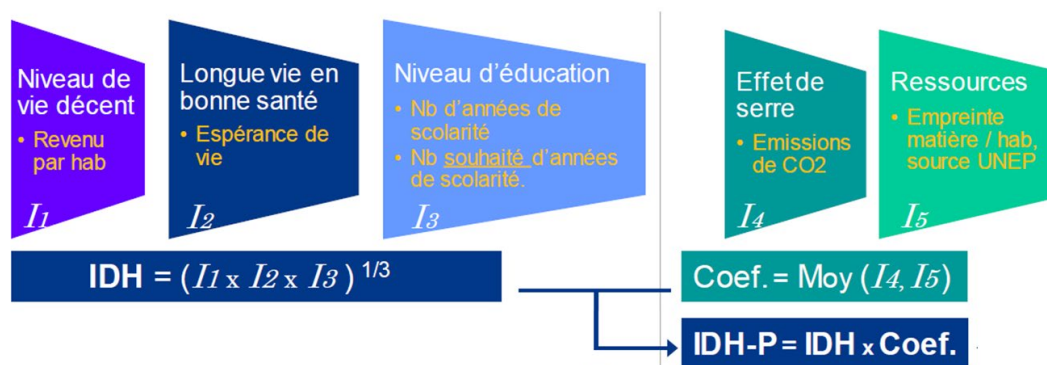 Niveau de
vie décent
• Revenu
par hab
I1
Longue vie en
bonne santé
• Espérance de
vie
I2
Niveau d'éducation
• Nb d'années de
scolarité
• Nb souhaité d'années
de scolarité.
I3
IDH = (I1 x I2 x I3) 1/3
Effet de
serre
• Emissions
de CO2
I4
Ressources
• Empreinte
matière / hab,
source UNEP
I5
Coef. = Moy (I4, I5)
IDH-P = IDH x Coef.